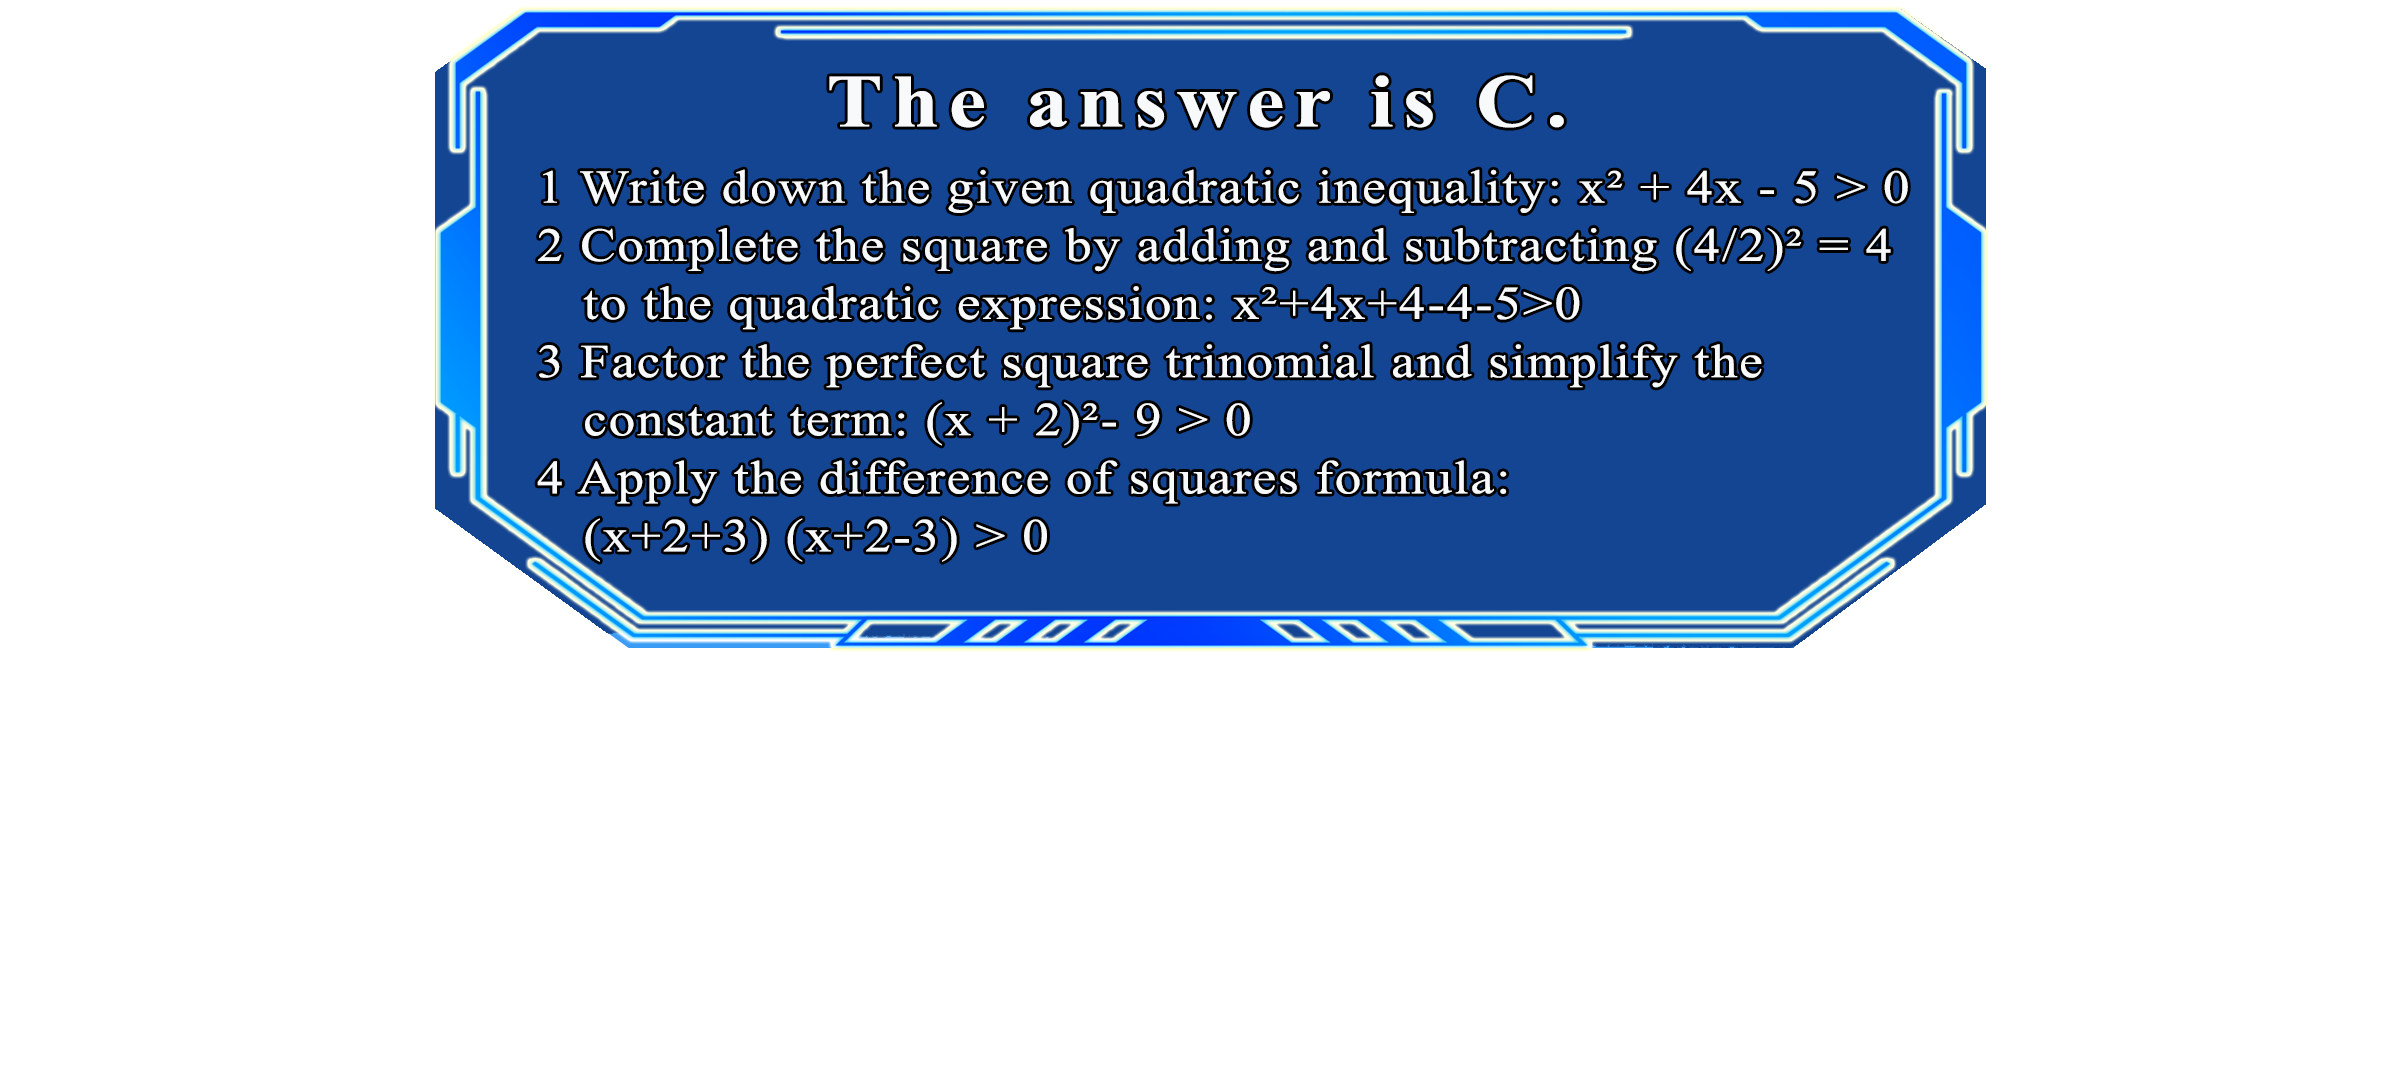 The answer is C.
1 Write down the given quadratic inequality: x² + 4x - 5 > 0
2 Complete the square by adding and subtracting (4/2)² = 4
to the quadratic expression: x²+4x+4-4-5>0
3 Factor the perfect square trinomial and simplify the
constant term: (x + 2)²- 9 > 0
4 Apply the difference of squares formula:
(x+2+3) (x+2-3) > 0